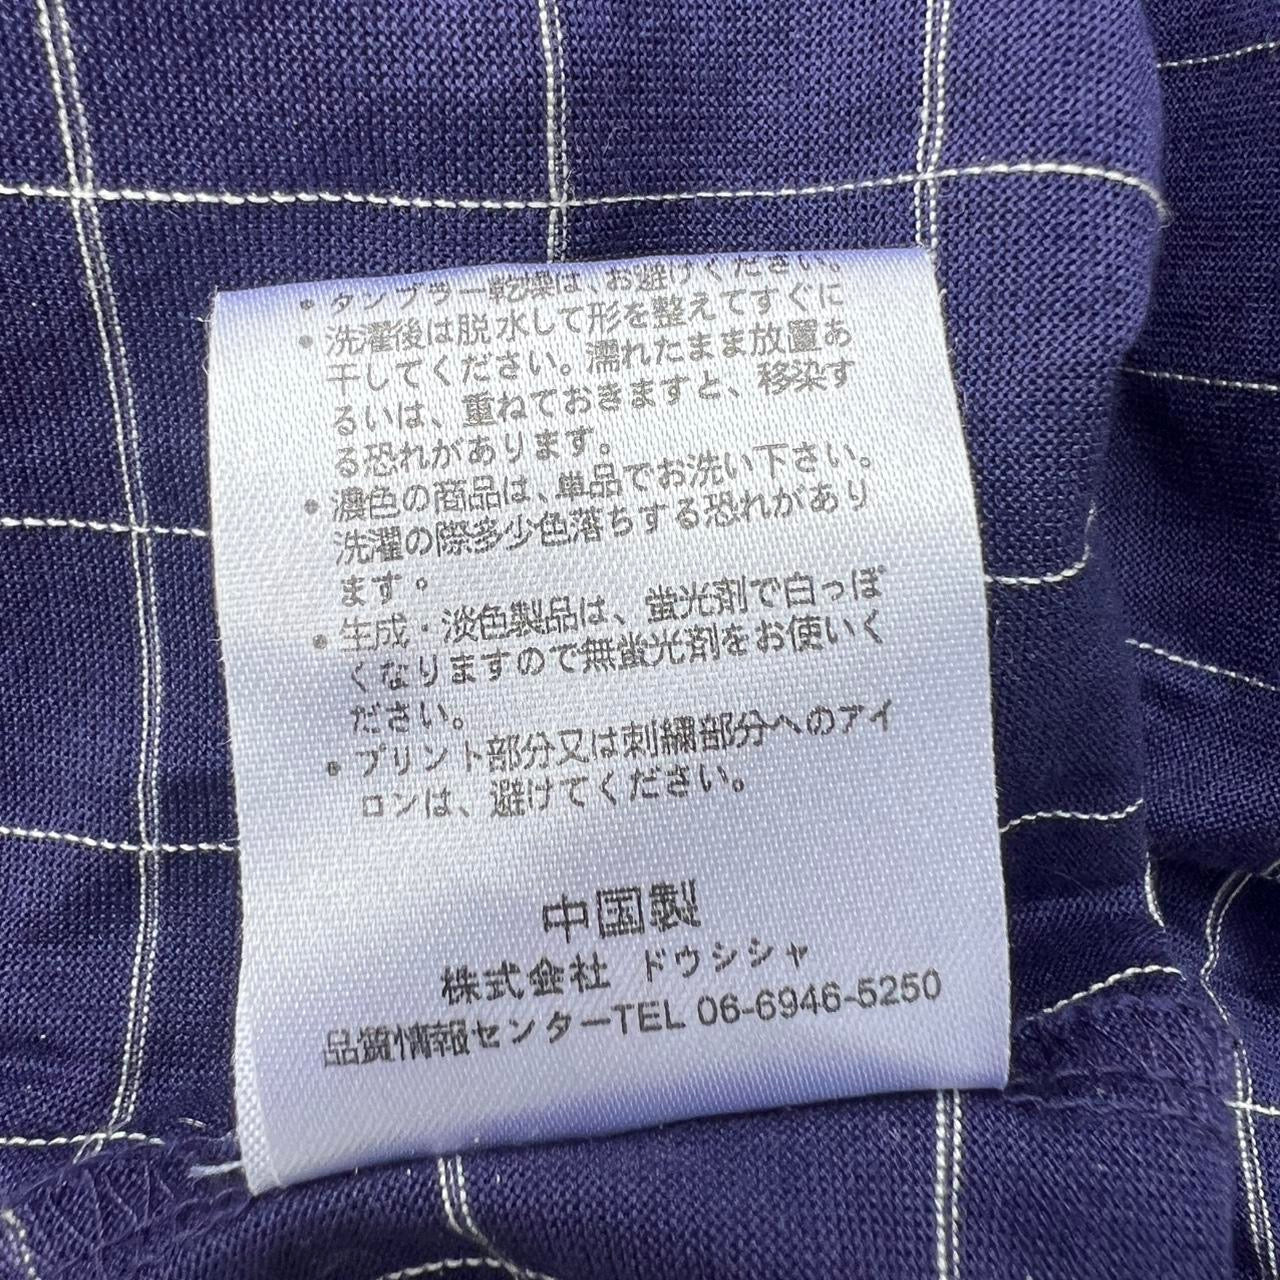 • タンブラー乾燥は、お避けください。
• 洗濯後は脱水して形を整えてすぐに
干してください。濡れたまま放置あ
るいは、重ねておきますと、移染す
る恐れがあります。
• 濃色の商品は、単品でお洗い下さい。
洗濯の際多少色落ちする恐れがあり
ます。
• 生成・淡色製品は、蛍光剤で白っぽ
くなりますので無蛍光剤をお使いく
ださい。
• プリント部分又は刺繍部分へのアイ
ロンは、避けてください。
中国製
株式会社 ドウシシャ
品質情報センターTEL 06-6946-5250